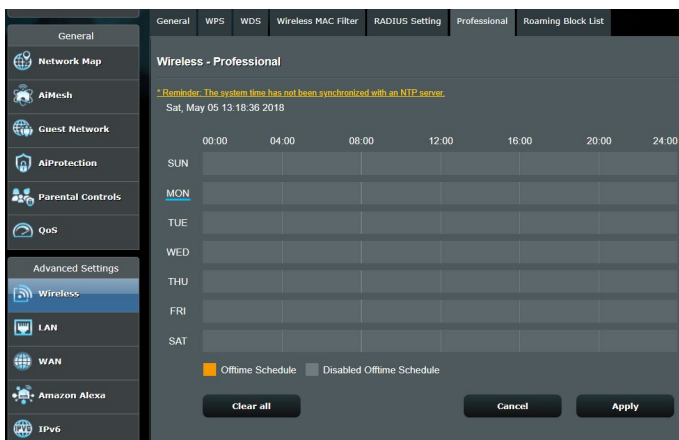 General WPS WDS Wireless MAC Filter RADIUS Setting Professional Roaming Block List
General
Network Map
AiMesh
Guest Network
AiProtection
Parental Controls
QoS
Advanced Settings
Wireless
LAN
WAN
Amazon Alexa
IPv6
Wireless - Professional
* Reminder: The system time has not been synchronized with an NTP server.
Sat, May 05 13:18:36 2018
00:00 04:00 08:00 12:00 16:00 20:00 24:00
SUN
MON
TUE
WED
THU
FRI
SAT
Offtime Schedule Disabled Offtime Schedule
Clear all Cancel Apply